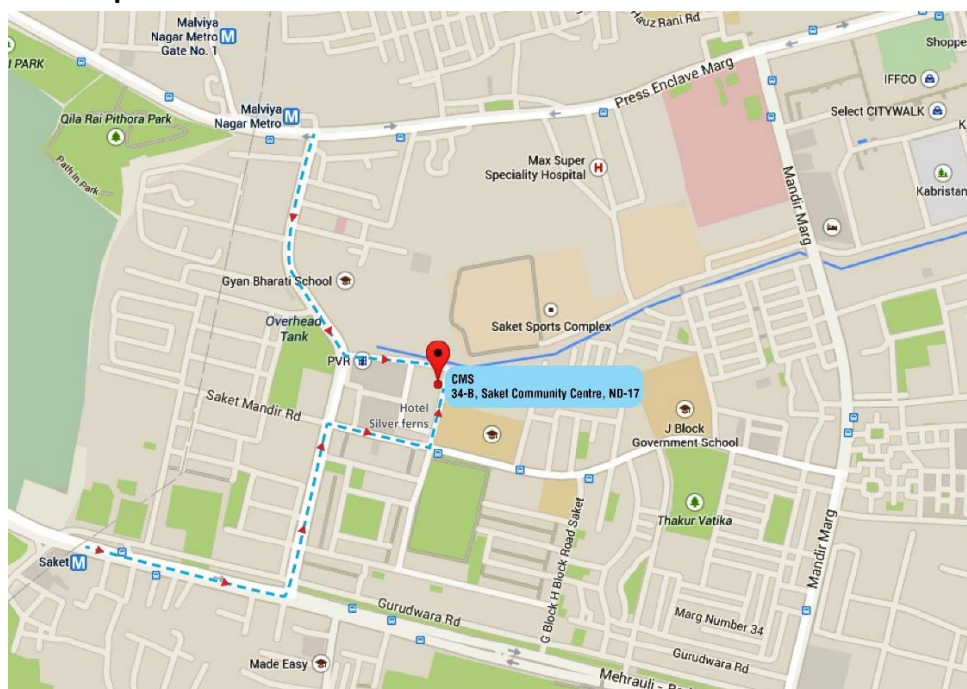 Hauz Rani Rd
Malviya
Nagar Metro
Gate No. 1
Shoppe
PARK
IFFCO
Press Enclave Marg
Malviya
Nagar Metro
Select CITYWALK
Qila Rai Pithora Park
Max Super
Speciality Hospital
H
Path In Park
Kabristan
Mandir Marg
Gyan Bharati School
Overhead
Tank
Saket Sports Complex
PVR
CMS
34-B, Saket Community Centre, ND-17
Saket Mandir Rd
Hotel
Silver ferns
J Block
Government School
G Block H Block Road Saket
Thakur Vatika
Saket M
Mandir Marg
Gurudwara Rd
Marg Number 34
Made Easy
Gurudwara Rd